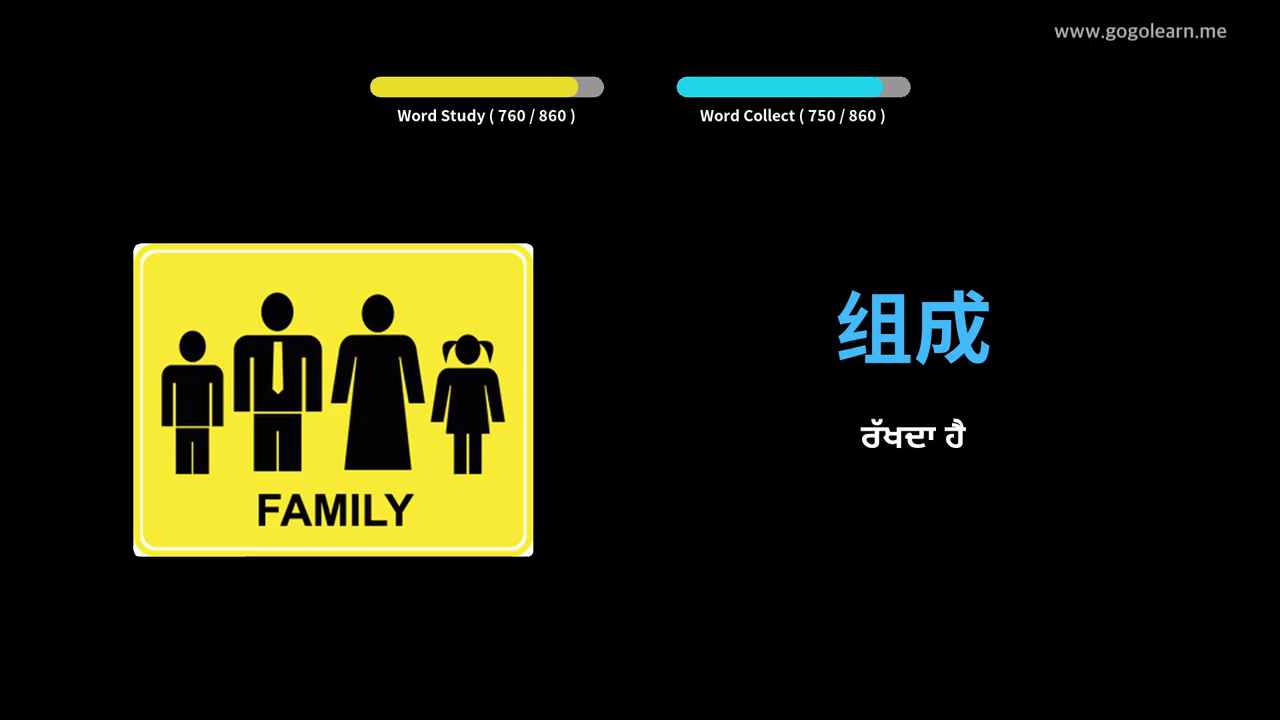 www.gogolearn.me
Word Study ( 760 / 860 )
Word Collect ( 750 / 860 )
FAMILY
组成
ਰੱਖਦਾ ਹੈ